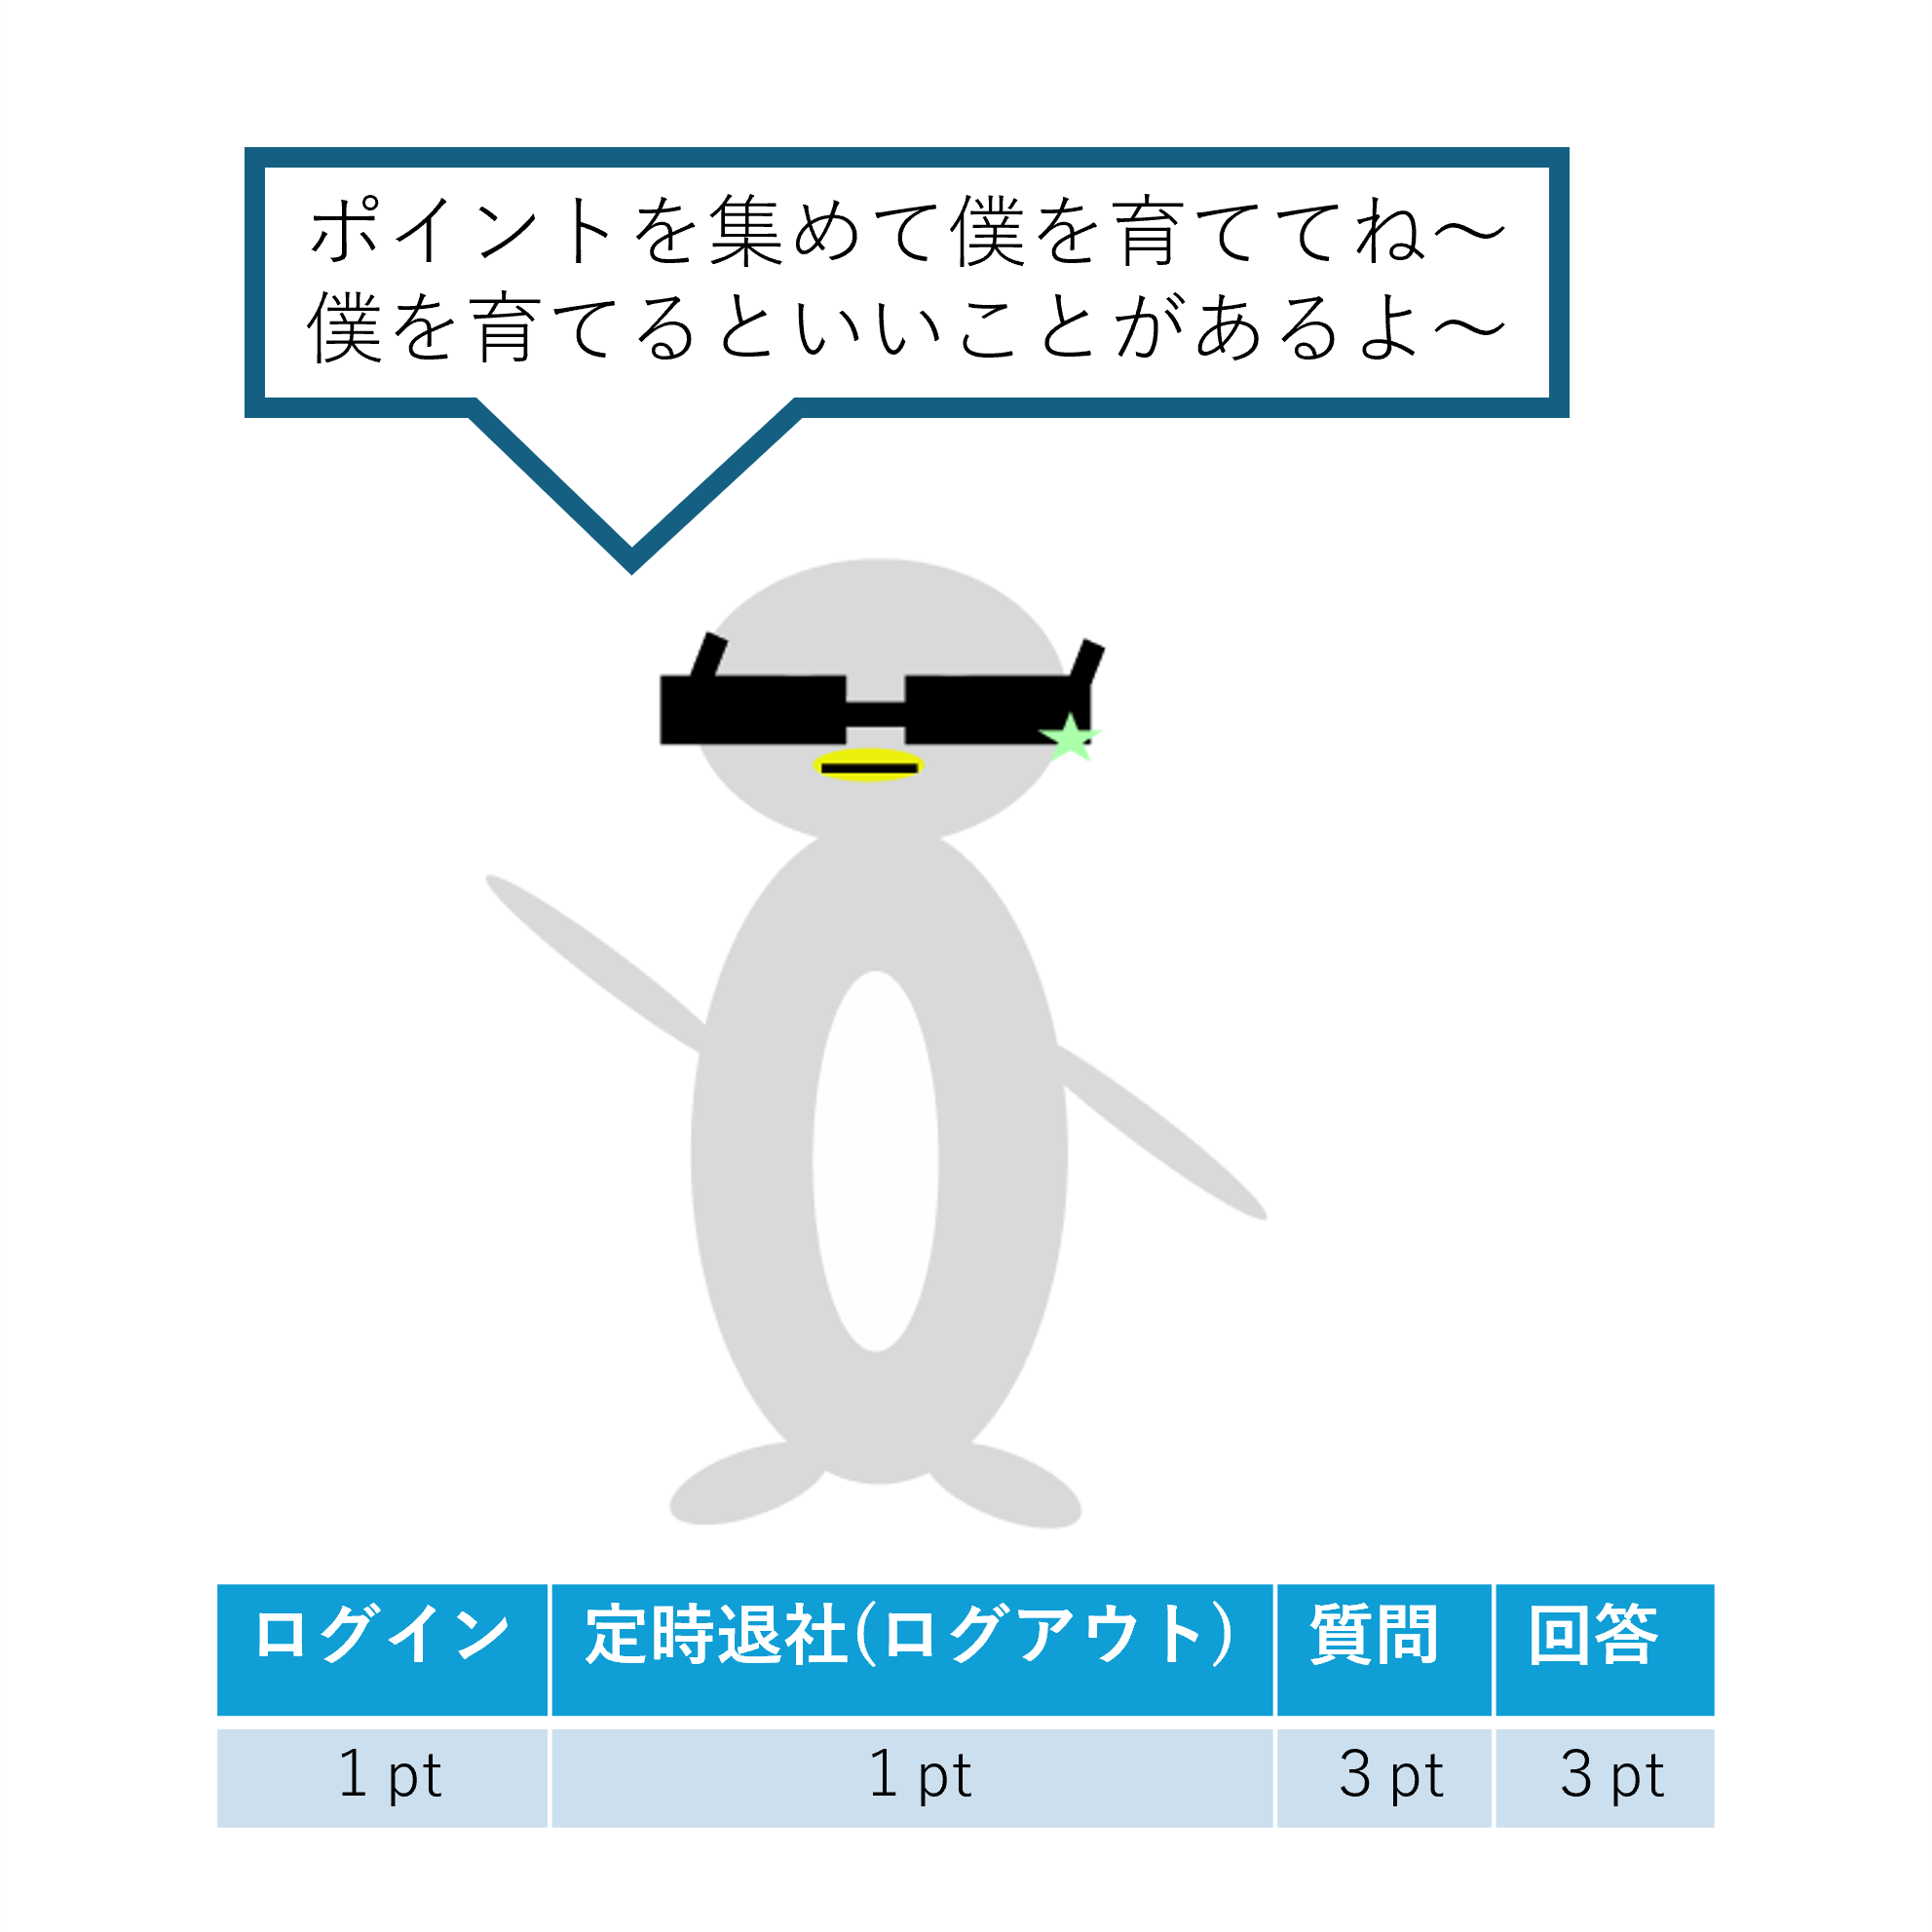 ポイントを集めて僕を育ててね～
僕を育てるといいことがあるよ～
ログイン 定時退社(ログアウト) 質問 回答
1 pt 1 pt 3 pt 3 pt